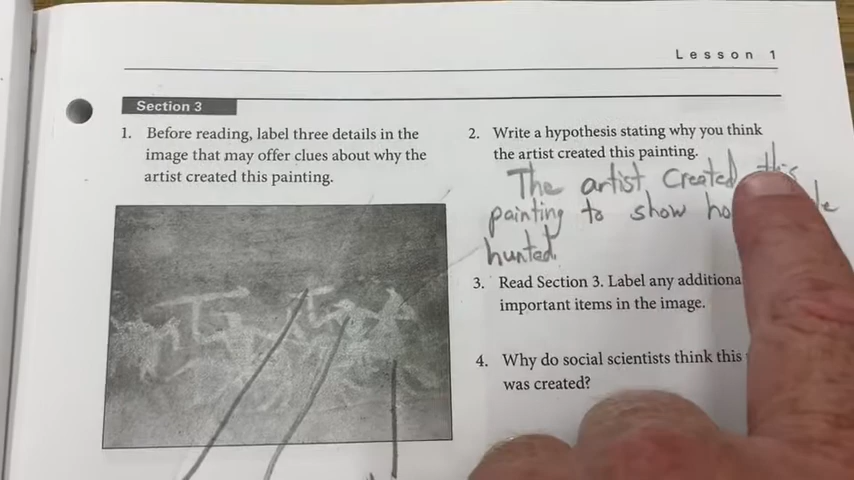 Lesson 1
Section 3
1. Before reading, label three details in the
image that may offer clues about why the
artist created this painting.
2. Write a hypothesis stating why you think
the artist created this painting.
The artist created this
painting to show
hunted.
3. Read Section 3. Label any
important items in the image.
4. Why do social scientists think this
was created?